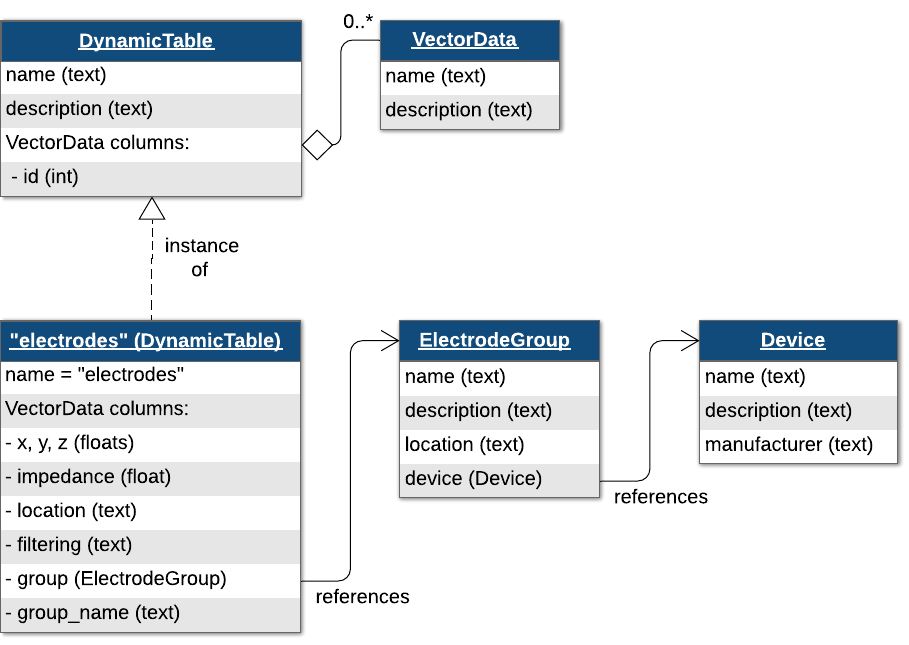 DynamicTable
name (text)
description (text)
VectorData columns:
- id (int)
0..*
VectorData
name (text)
description (text)
instance
of
"electrodes" (DynamicTable)
name = "electrodes"
VectorData columns:
- x, y, z (floats)
- impedance (float)
- location (text)
- filtering (text)
- group (ElectrodeGroup)
- group_name (text)
references
ElectrodeGroup
name (text)
description (text)
location (text)
device (Device)
references
Device
name (text)
description (text)
manufacturer (text)